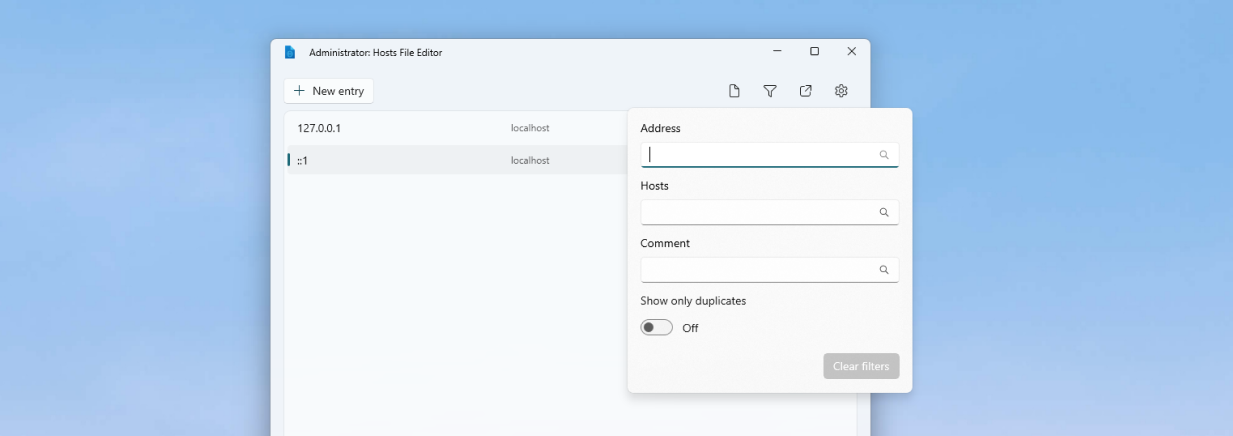 Administrator: Hosts File Editor
New entry
127.0.0.1 localhost
::1 localhost
Address
Hosts
Comment
Show only duplicates
Off
Clear filters